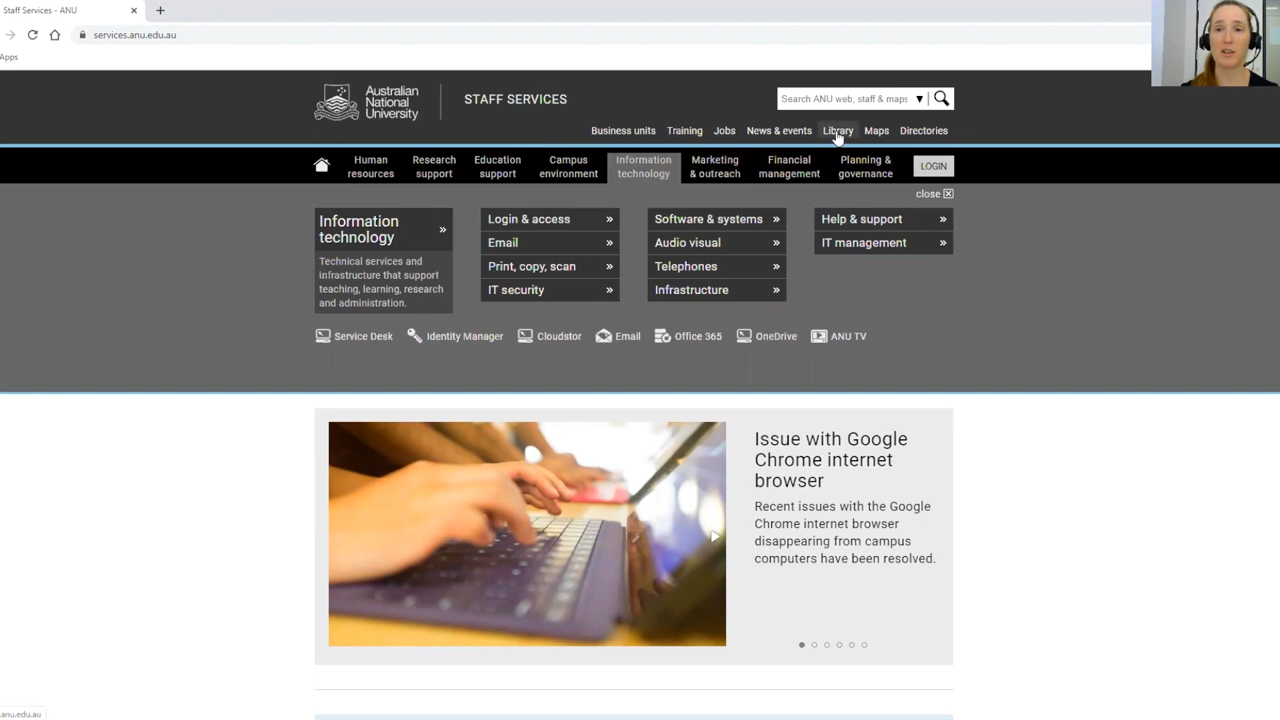 Staff Services - ANU
services.anu.edu.au
Apps
Australian
National
University
STAFF SERVICES
Search ANU web, staff & maps
Business units Training Jobs News & events Library Maps Directories
Human resources
Research support
Education support
Campus environment
Information technology
Marketing & outreach
Financial management
Planning & governance
LOGIN
close
Information
technology
Technical services and
infrastructure that support
teaching, learning, research
and administration.
Login & access »
Email »
Print, copy, scan »
IT security »
Software & systems »
Audio visual »
Telephones »
Infrastructure »
Help & support »
IT management »
Service Desk Identity Manager Cloudstor Email Office 365 OneDrive ANU TV
Issue with Google
Chrome internet
browser
Recent issues with the Google
Chrome internet browser
disappearing from campus
computers have been resolved.
.anu.edu.au